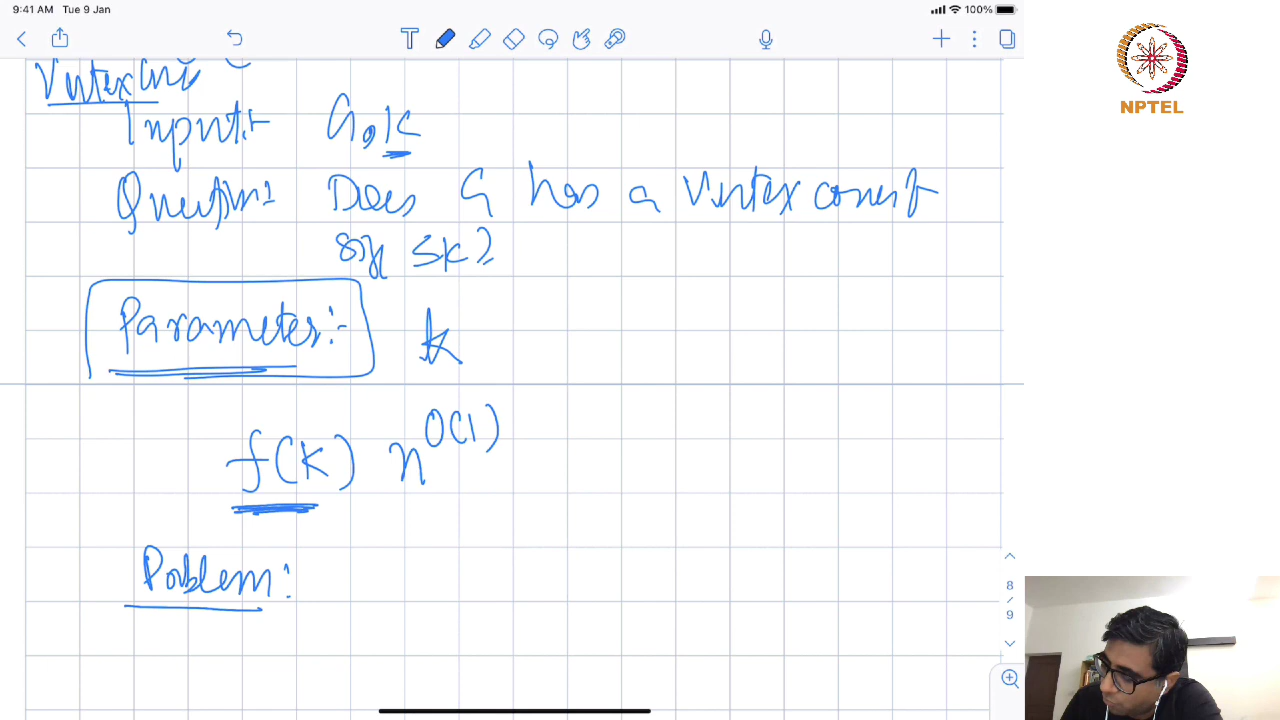 9:41 AM Tue 9 Jan
100%
NPTEL
Vertex
Input:- G, k
Question: Does G has a vertex cover of
size ≤k?
Parameter:- k
f(k) n^O(1)
Problem:
8
/
9